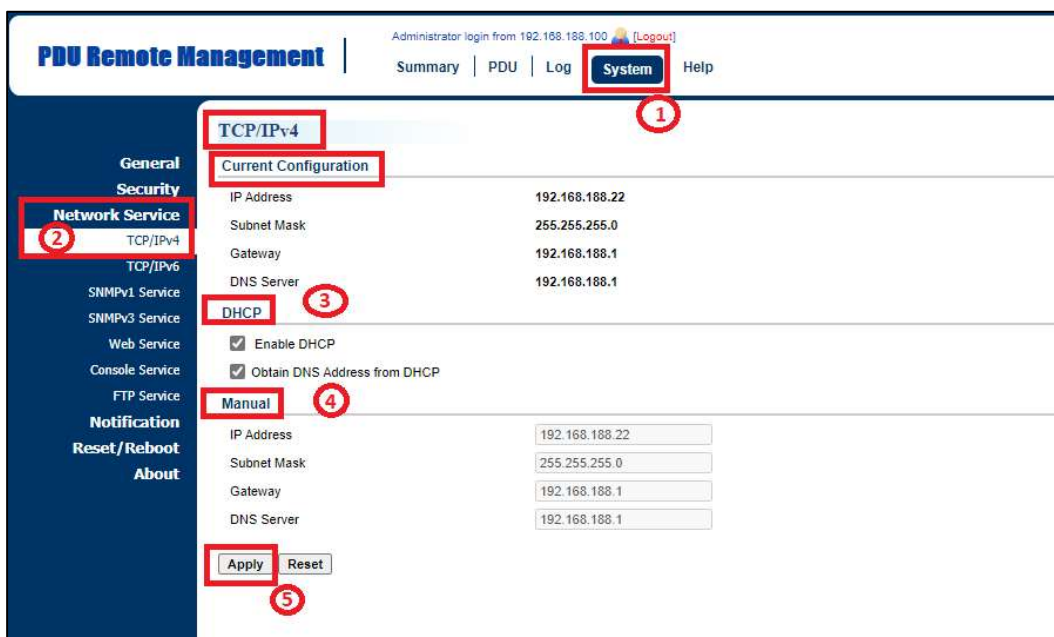 Administrator login from 192.168.188.100 [Logout]
PDU Remote Management
Summary | PDU | Log System Help
1
TCP/IPv4
General
Current Configuration
Security
IP Address 192.168.188.22
Network Service
Subnet Mask 255.255.255.0
2 TCP/IPv4
Gateway 192.168.188.1
TCP/IPv6
DNS Server 192.168.188.1
SNMPv1 Service
3
DHCP
SNMPv3 Service
Enable DHCP
Web Service
Obtain DNS Address from DHCP
Console Service
4
FTP Service
Manual
Notification
IP Address 192.168.188.22
Reset/Reboot
Subnet Mask 255.255.255.0
About
Gateway 192.168.188.1
DNS Server 192.168.188.1
Apply Reset
5